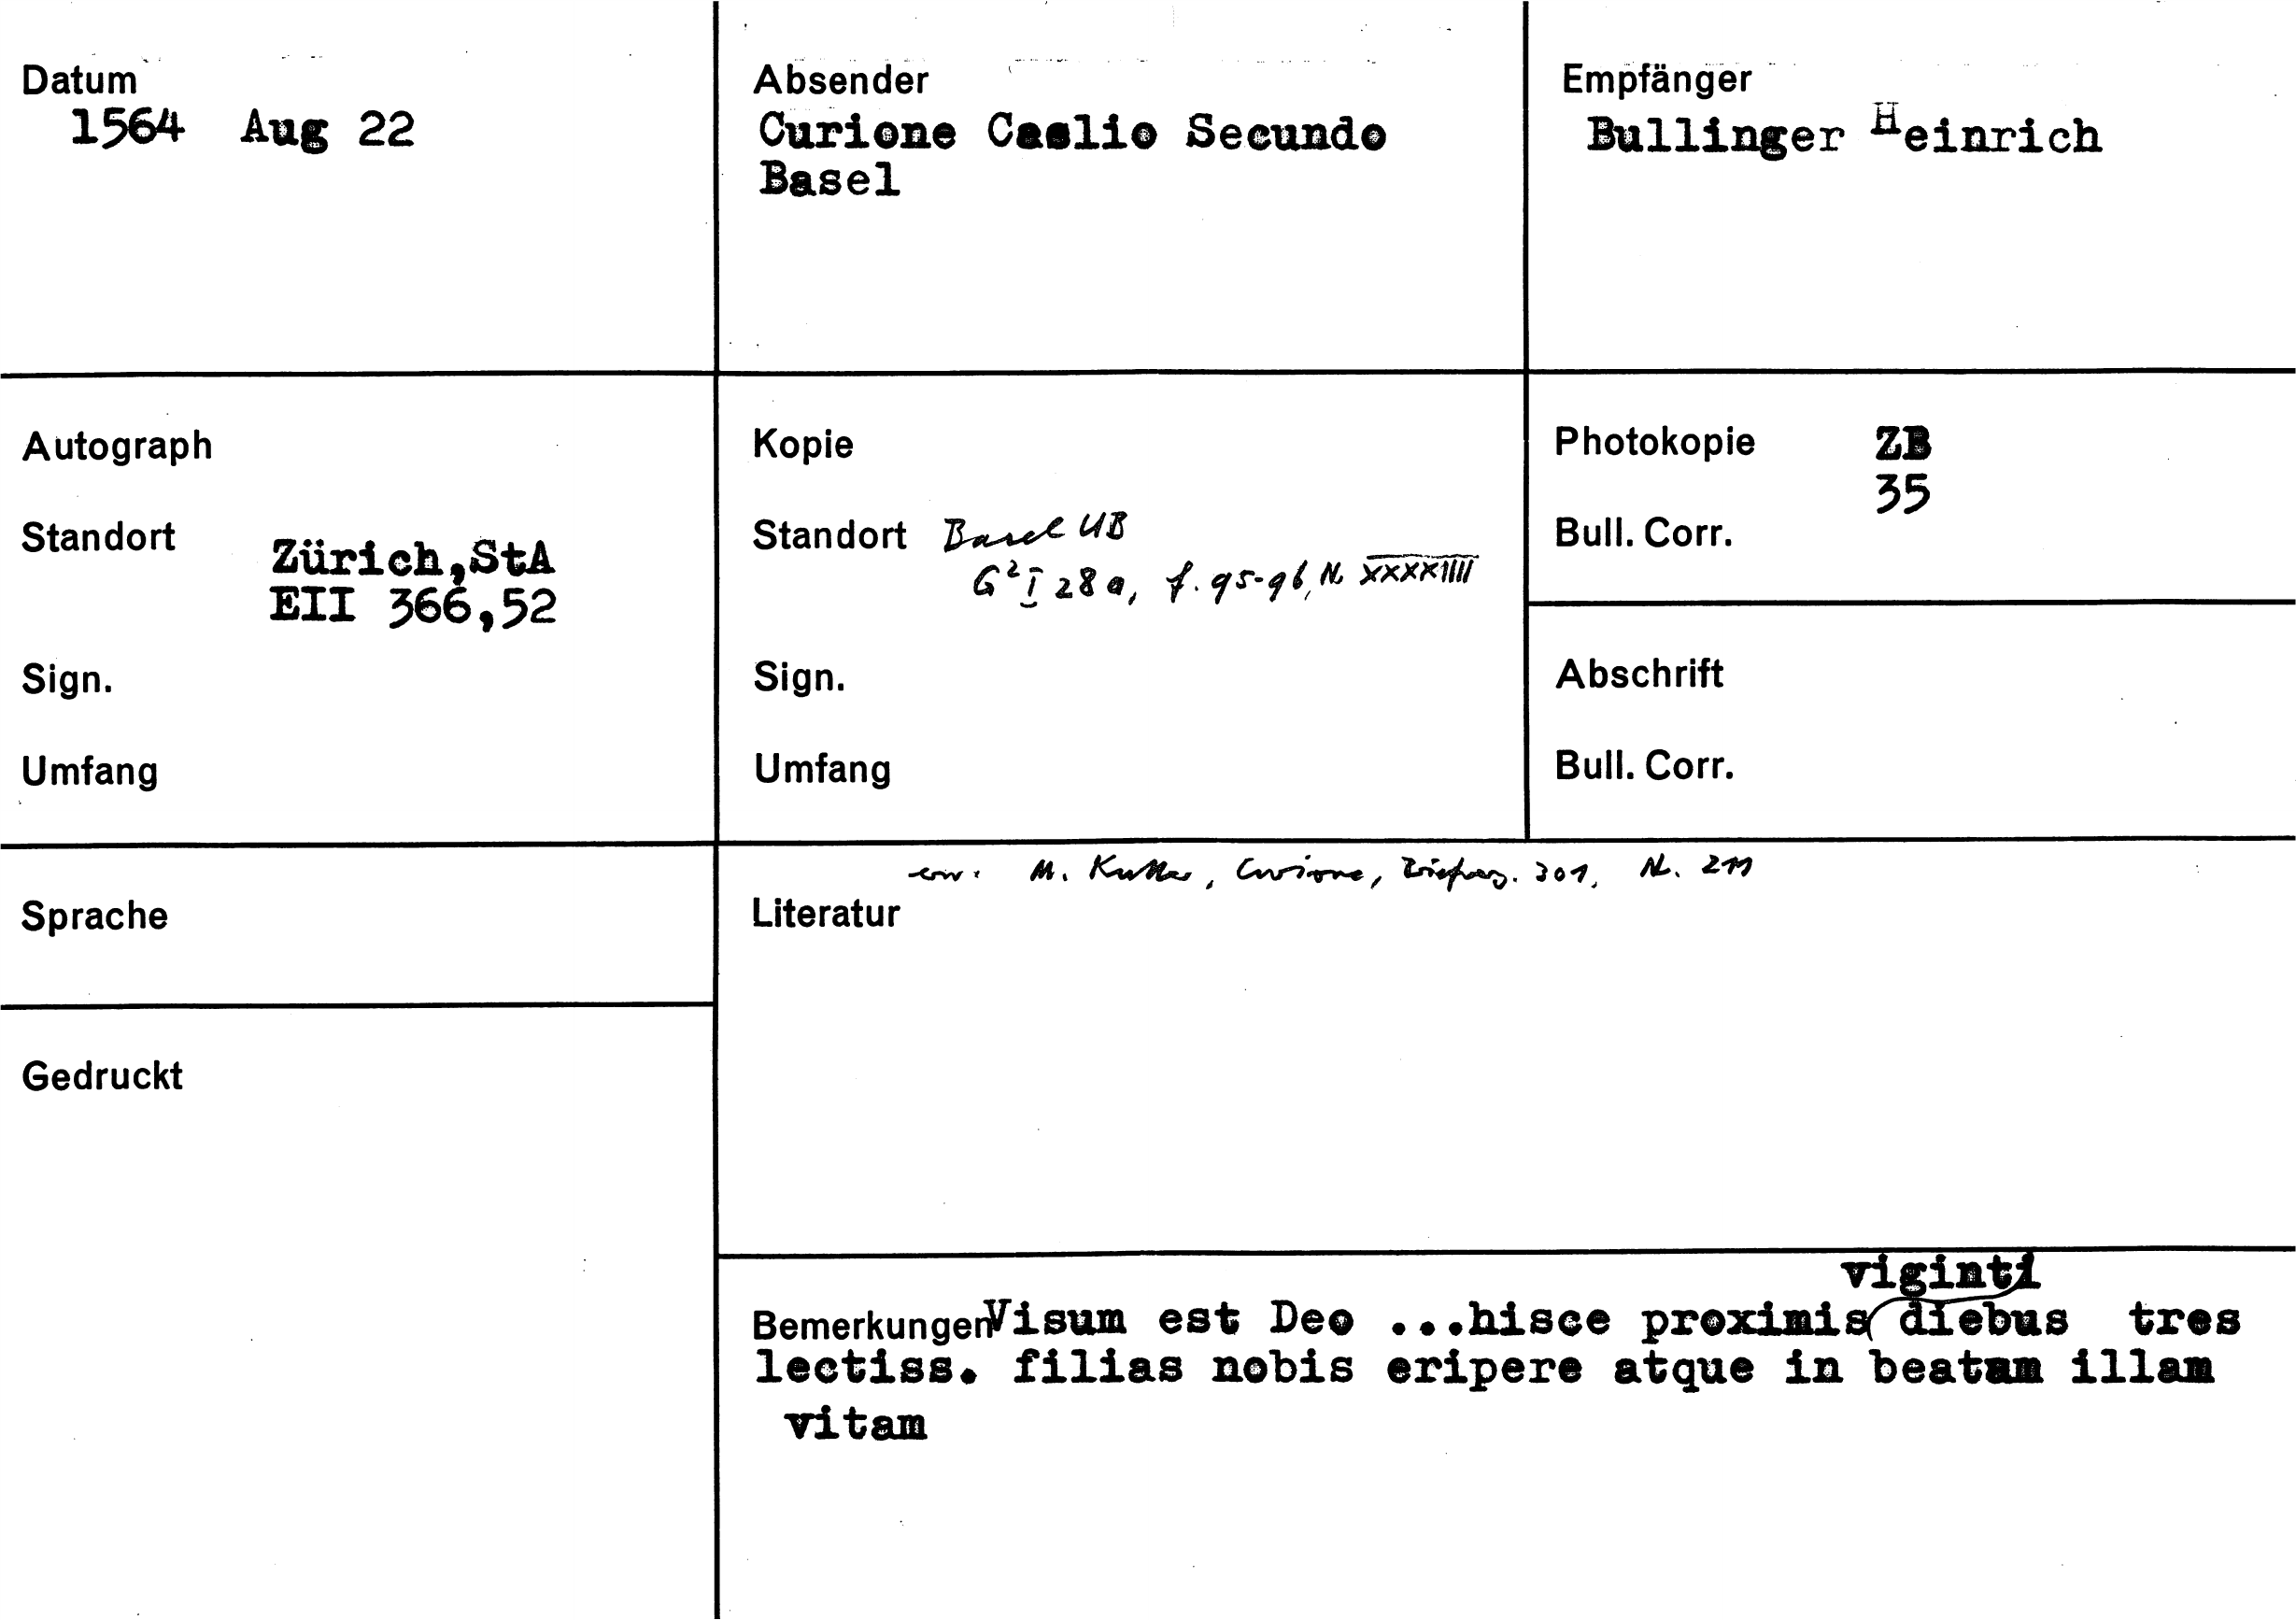 Datum
1564 Aug 22
Absender
Curione Caelio Secundo
Basel
Empfänger
Bullinger Heinrich
Autograph
Standort
Zürich,StA
EII 366,52
Sign.
Umfang
Kopie
Standort Basel UB
G² I 28a, f. 95-96, N. XXXXIIII
Sign.
Umfang
Photokopie ZB
35
Bull. Corr.
Abschrift
Bull. Corr.
Sprache
Gedruckt
M. Kutter, Curione, 301, N. 211
Literatur
viginti
Bemerkungen Visum est Deo ...hisce proximis diebus tres
lectiss. filias nobis eripere atque in beatam illam
vitam